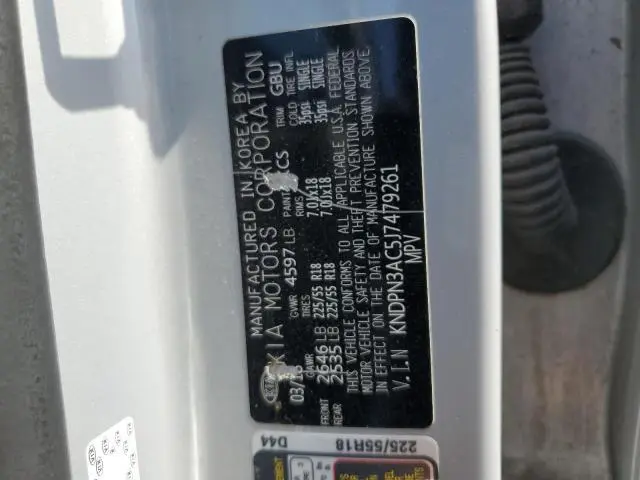 MANUFACTURED IN KOREA BY
KIA MOTORS CORPORATION
GVWR 4597 LB PAINT CS TRIM GBU
GAWR TIRES RIMS COLD TIRE INFL
FRONT 2646 LB 225/55 R18 7.0Jx18 35psi SINGLE
REAR 2535 LB 225/55 R18 7.0Jx18 35psi SINGLE
THIS VEHICLE CONFORMS TO ALL APPLICABLE U.S.A. FEDERAL
MOTOR VEHICLE SAFETY AND THEFT PREVENTION STANDARDS
IN EFFECT ON THE DATE OF MANUFACTURE SHOWN ABOVE.
V.I.N KNDPN3AC5J7479261
MPV
D44
225/55R18